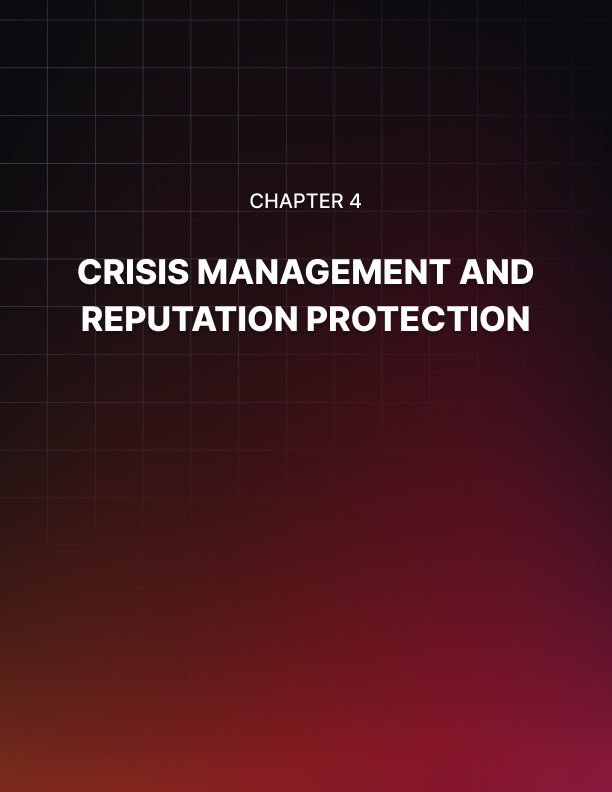 CHAPTER 4
CRISIS MANAGEMENT AND
REPUTATION PROTECTION